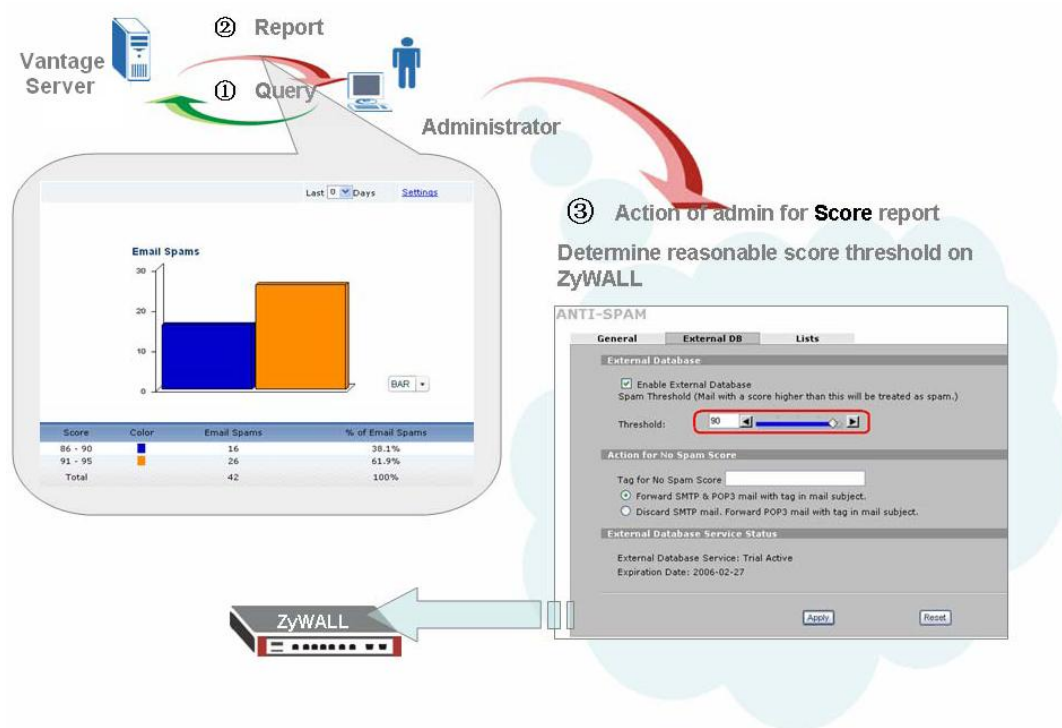 ② Report
Vantage
Server
① Query
Administrator
Last 0 Days Settings
Email Spams
30
20
10
0
BAR
Score Color Email Spams % of Email Spams
86 - 90 16 38.1%
91 - 95 26 61.9%
Total 42 100%
③ Action of admin for Score report
Determine reasonable score threshold on
ZyWALL
ANTI-SPAM
General External DB Lists
External Database
Enable External Database
Spam Threshold (Mail with a score higher than this will be treated as spam.)
Threshold: 90
Action for No Spam Score
Tag for No Spam Score
Forward SMTP & POP3 mail with tag in mail subject.
Discard SMTP mail. Forward POP3 mail with tag in mail subject.
External Database Service Status
External Database Service: Trial Active
Expiration Date: 2006-02-27
Apply Reset
ZyWALL